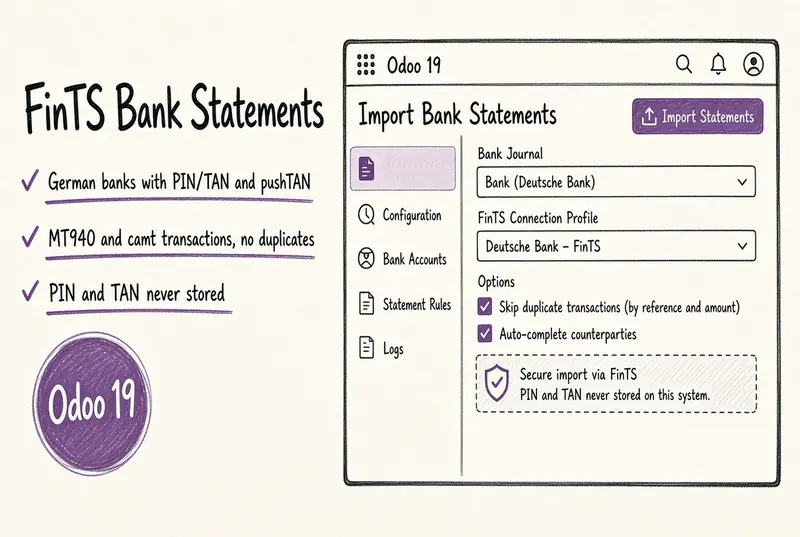 FinTS Bank Statements
German banks with PIN/TAN and pushTAN
MT940 and camt transactions, no duplicates
PIN and TAN never stored
Odoo 19
Odoo 19
Import Bank Statements
Import Statements
Configuration
Bank Accounts
Statement Rules
Logs
Bank Journal
Bank (Deutsche Bank)
FinTS Connection Profile
Deutsche Bank – FinTS
Options
Skip duplicate transactions (by reference and amount)
Auto-complete counterparties
Secure import via FinTS
PIN and TAN never stored on this system.